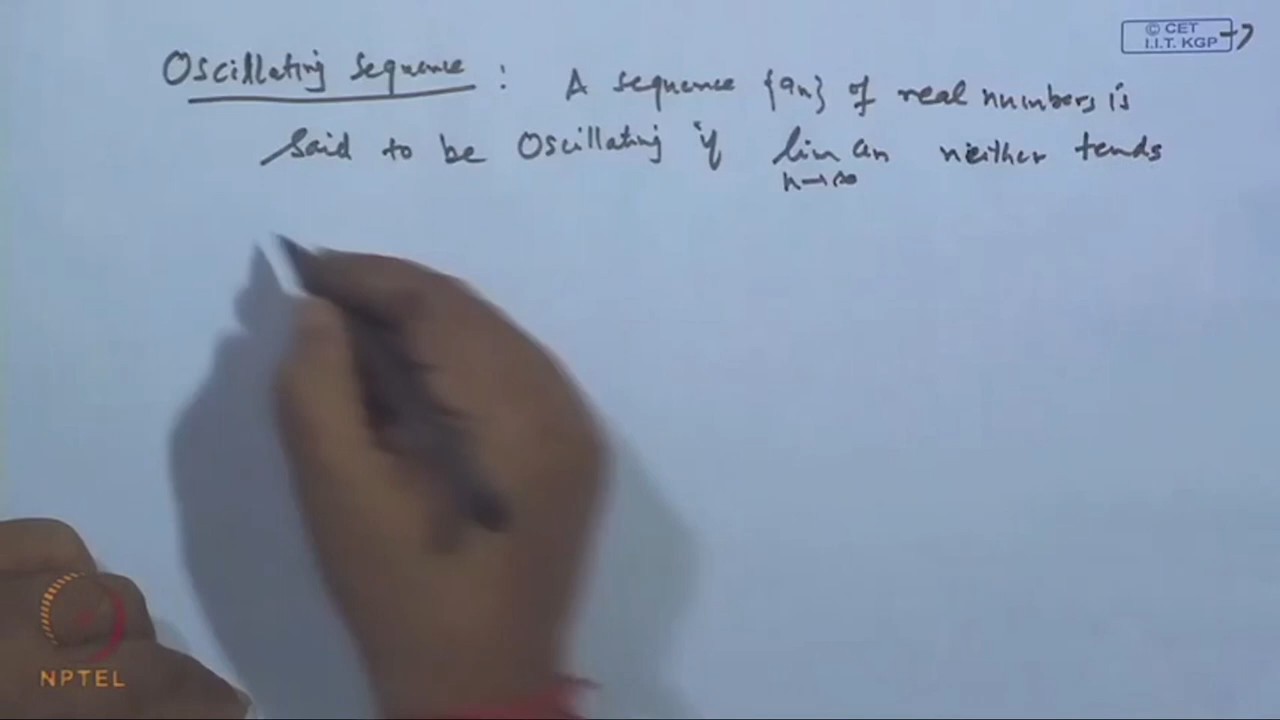 © CET
I.I.T. KGP
Oscillating Sequence : A sequence {an} of real numbers is
Said to be Oscillating if lim an neither tends
n→∞
NPTEL